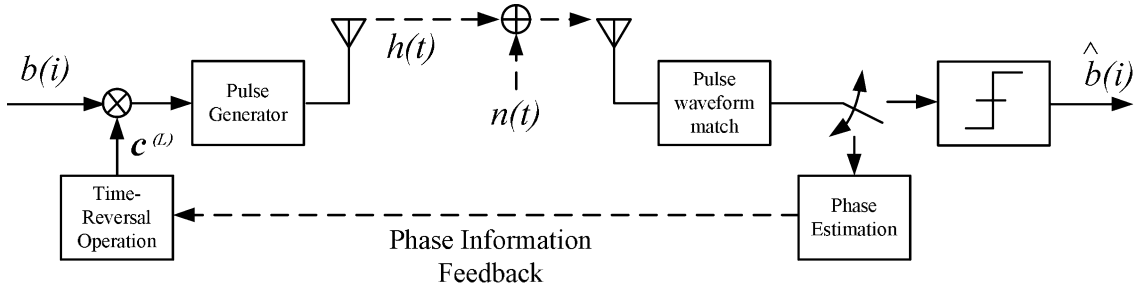 b(i)
Pulse
Generator
h(t)
n(t)
Pulse
waveform
match
^
b(i)
c (L)
Time-
Reversal
Operation
Phase
Estimation
Phase Information
Feedback